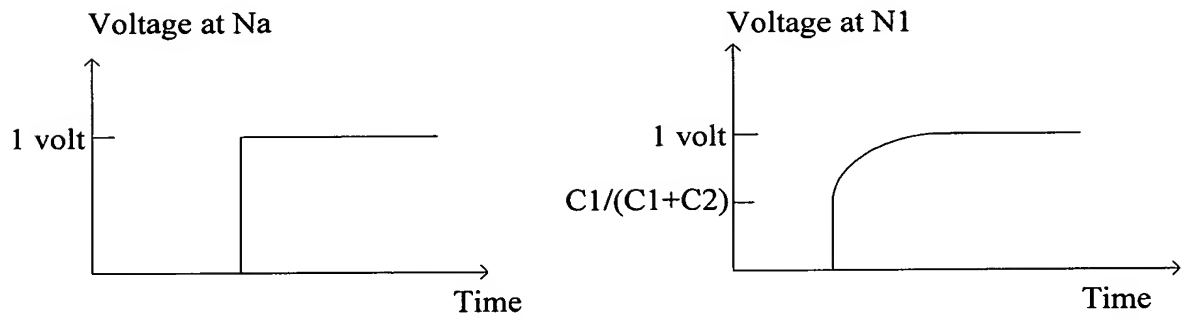 Voltage at Na
1 volt
Time
Voltage at N1
1 volt
C1/(C1+C2)
Time